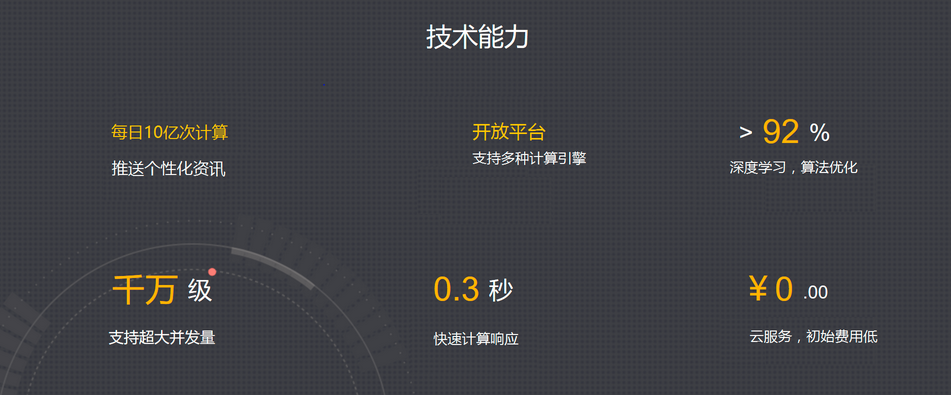 技术能力
每日10亿次计算
推送个性化资讯
开放平台
支持多种计算引擎
> 92 %
深度学习，算法优化
千万 级
支持超大并发量
0.3 秒
快速计算响应
¥ 0 .00
云服务，初始费用低